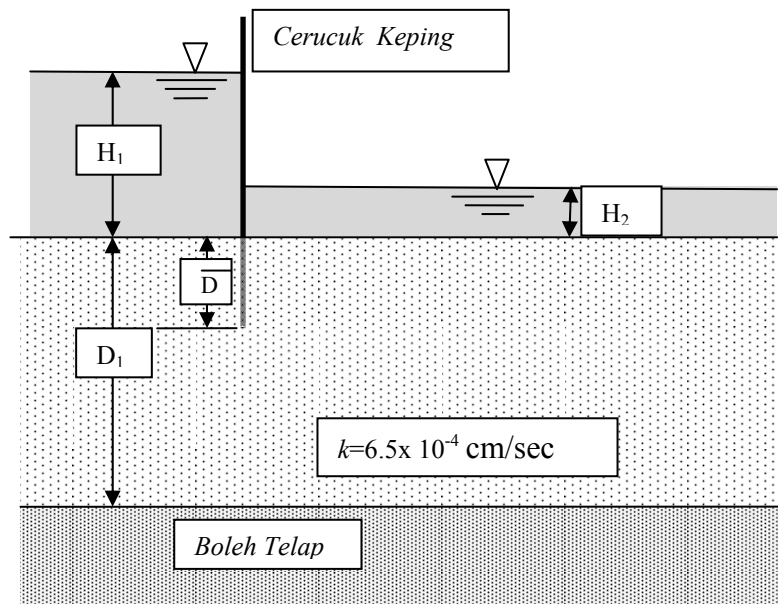 Cerucuk Keping
H₁
H₂
D
D₁
k=6.5x 10⁻⁴ cm/sec
Boleh Telap